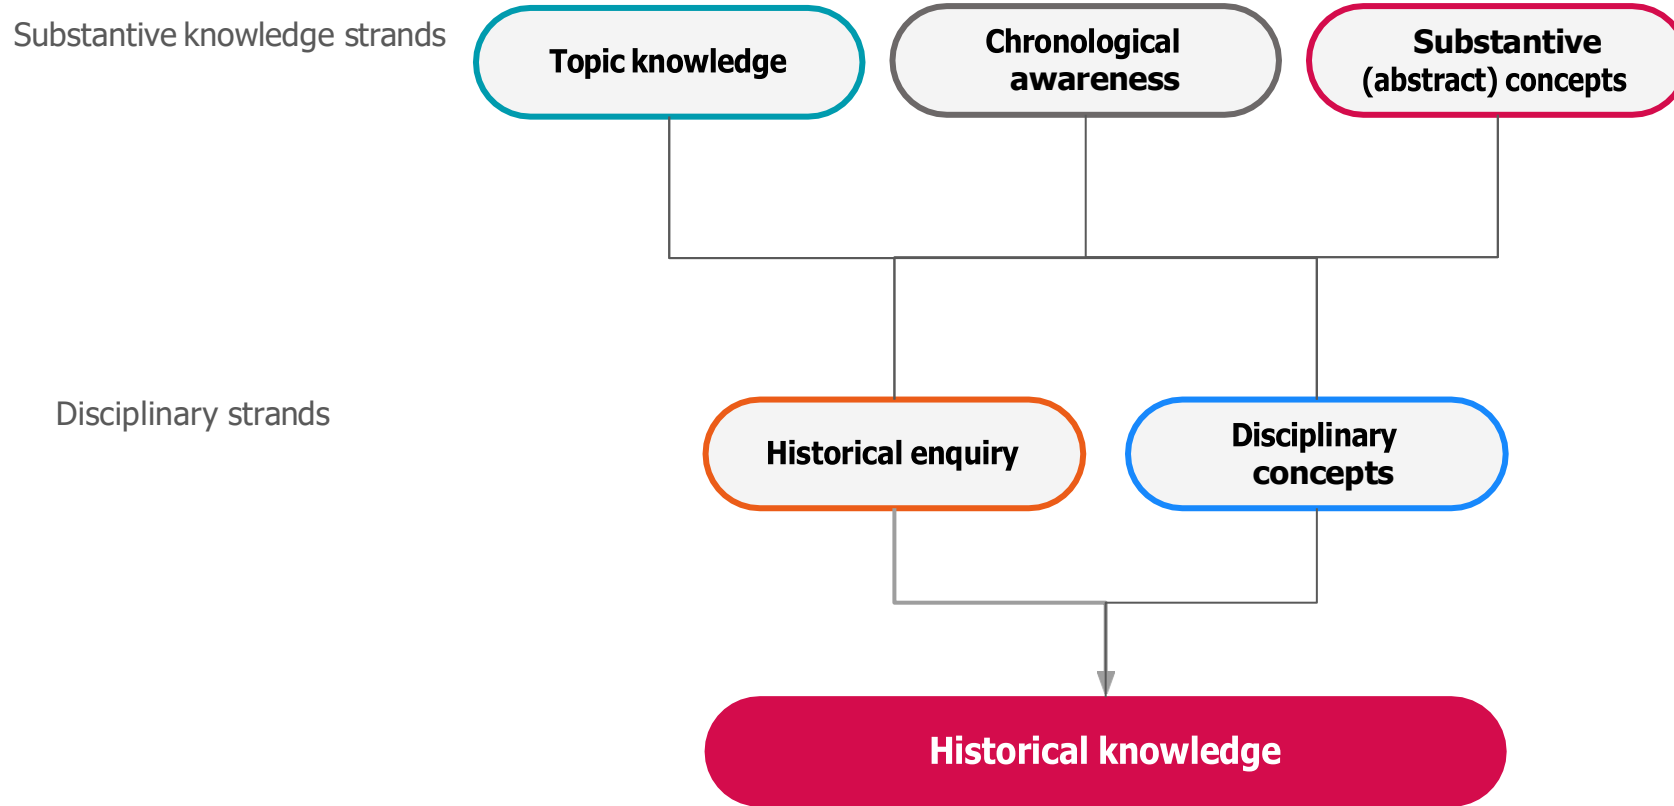 Substantive knowledge strands
Topic knowledge
Chronological
awareness
Substantive
(abstract) concepts
Disciplinary strands
Historical enquiry
Disciplinary
concepts
Historical knowledge